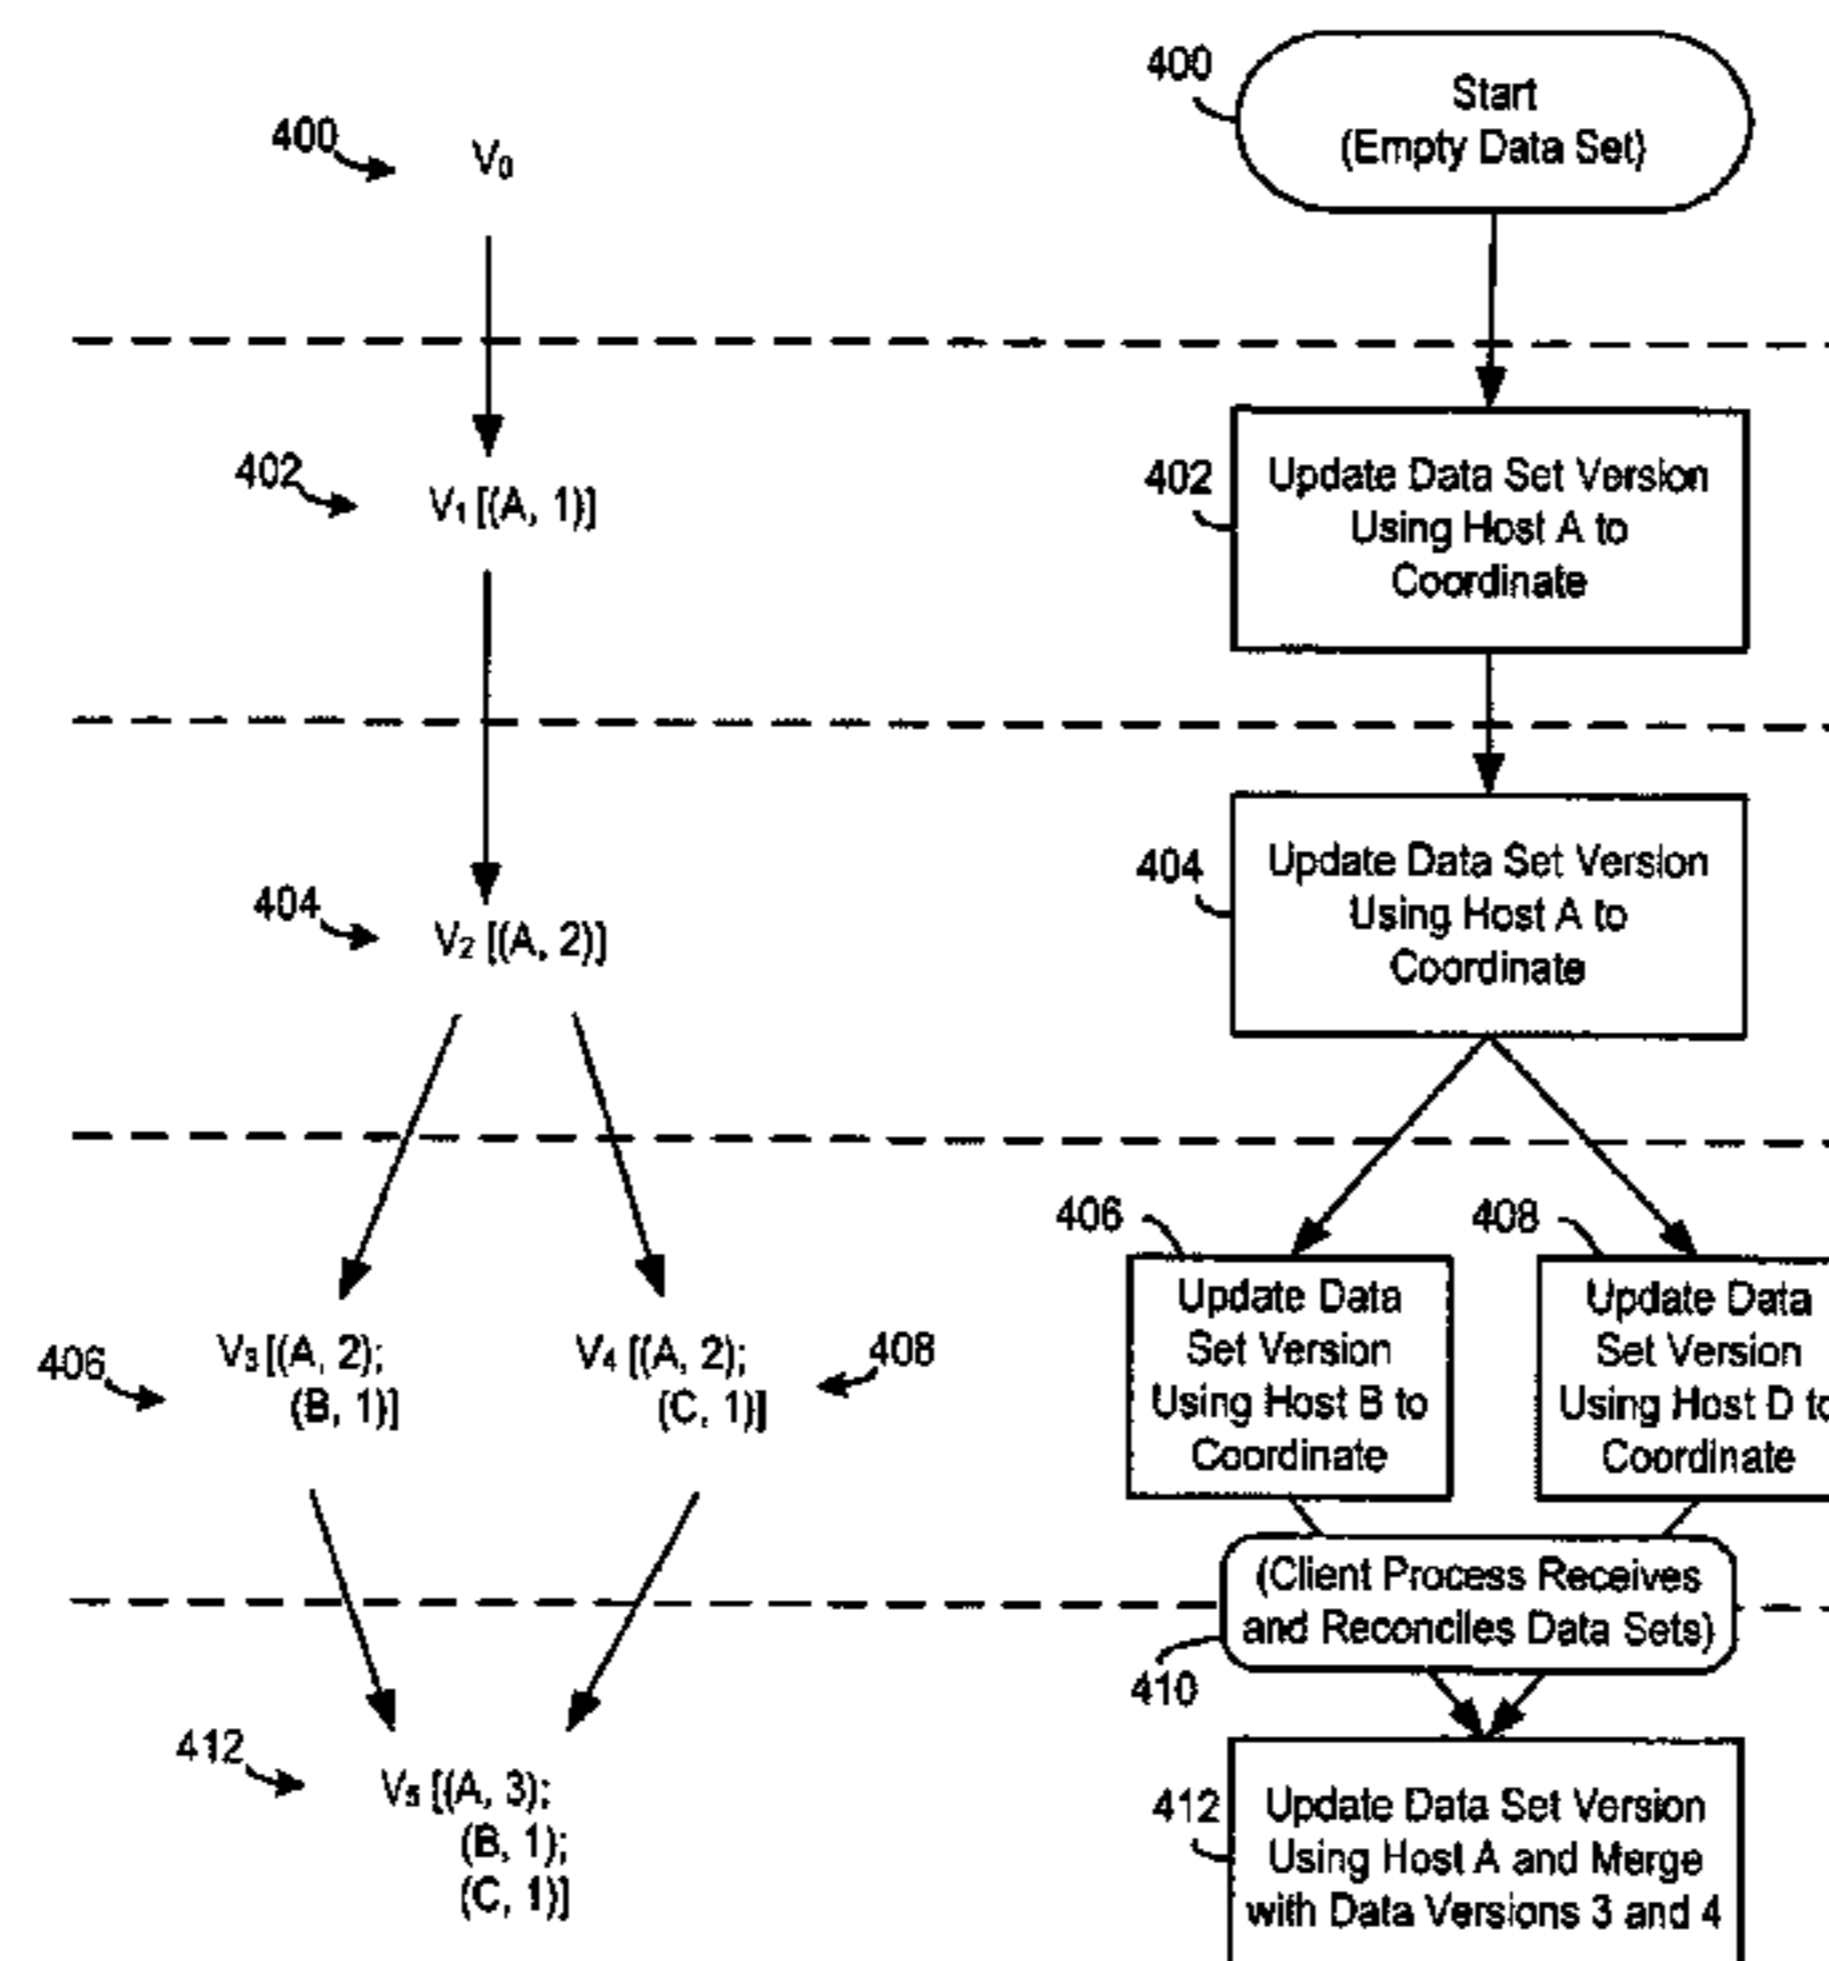 400
V0
402
V1 [(A, 1)]
404
V2 [(A, 2)]
406
V3 [(A, 2);
(B, 1)]
V4 [(A, 2);
(C, 1)]
408
412
V5 [(A, 3);
(B, 1);
(C, 1)]
400
Start
(Empty Data Set)
402
Update Data Set Version
Using Host A to
Coordinate
404
Update Data Set Version
Using Host A to
Coordinate
406
Update Data
Set Version
Using Host B to
Coordinate
408
Update Data
Set Version
Using Host D to
Coordinate
(Client Process Receives
and Reconciles Data Sets)
410
412
Update Data Set Version
Using Host A and Merge
with Data Versions 3 and 4